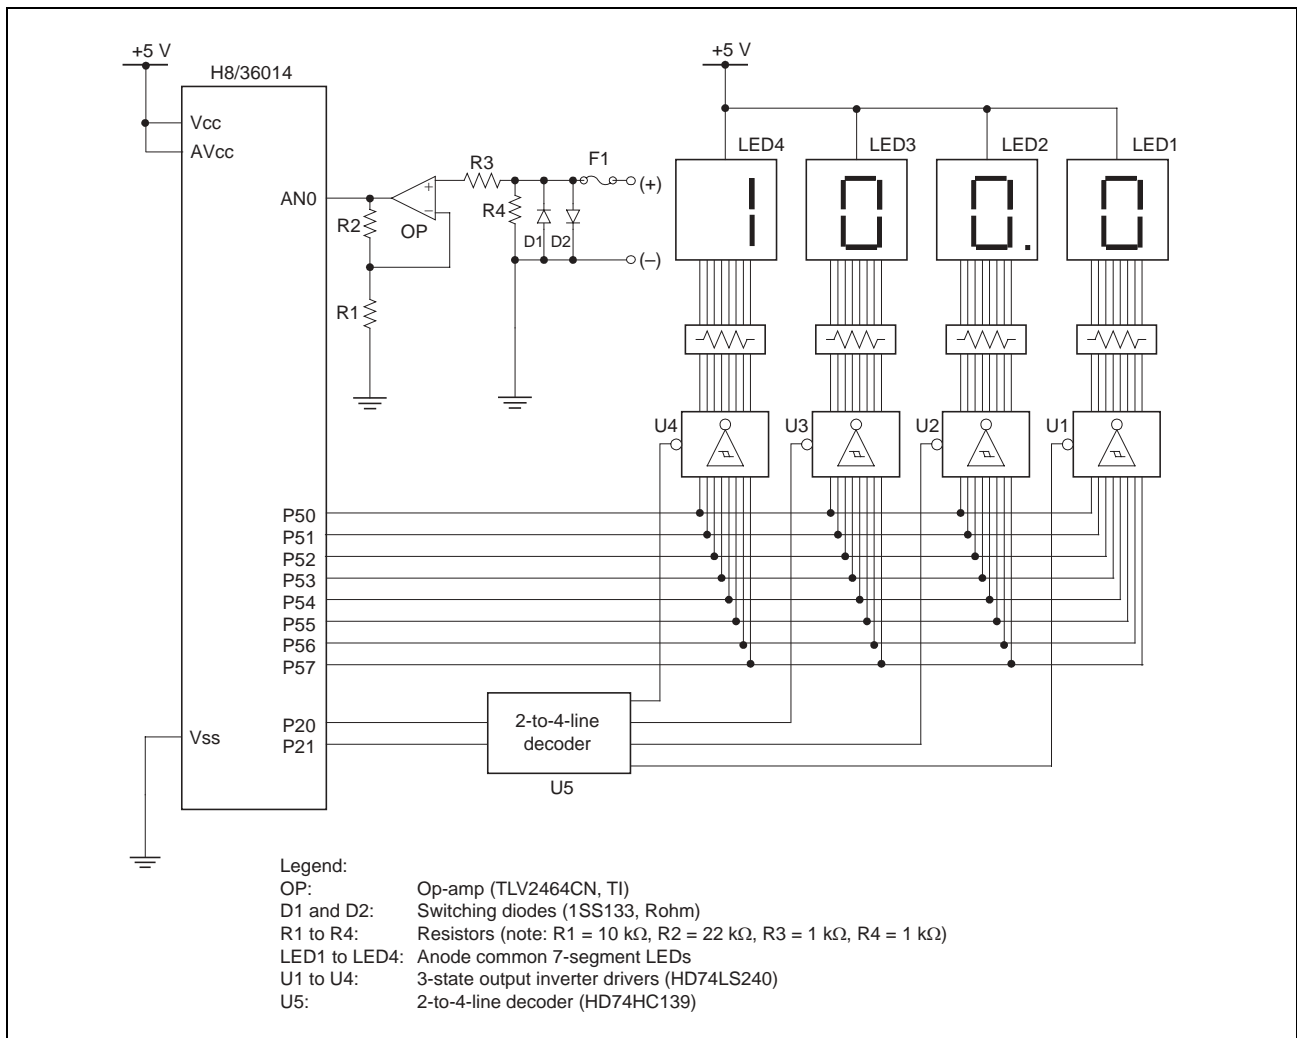 +5 V
+5 V
H8/36014
Vcc
AVcc
AN0
R3
F1
(+)
R4
R2
OP
D1
D2
(–)
R1
LED4
LED3
LED2
LED1
1
0
0.
0
U4
U3
U2
U1
P50
P51
P52
P53
P54
P55
P56
P57
Vss
P20
P21
2-to-4-line
decoder
U5
Legend:
OP: Op-amp (TLV2464CN, TI)
D1 and D2: Switching diodes (1SS133, Rohm)
R1 to R4: Resistors (note: R1 = 10 kΩ, R2 = 22 kΩ, R3 = 1 kΩ, R4 = 1 kΩ)
LED1 to LED4: Anode common 7-segment LEDs
U1 to U4: 3-state output inverter drivers (HD74LS240)
U5: 2-to-4-line decoder (HD74HC139)